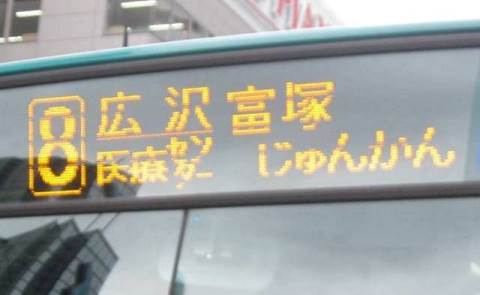 8 広沢 富塚
医療センター じゅんかん